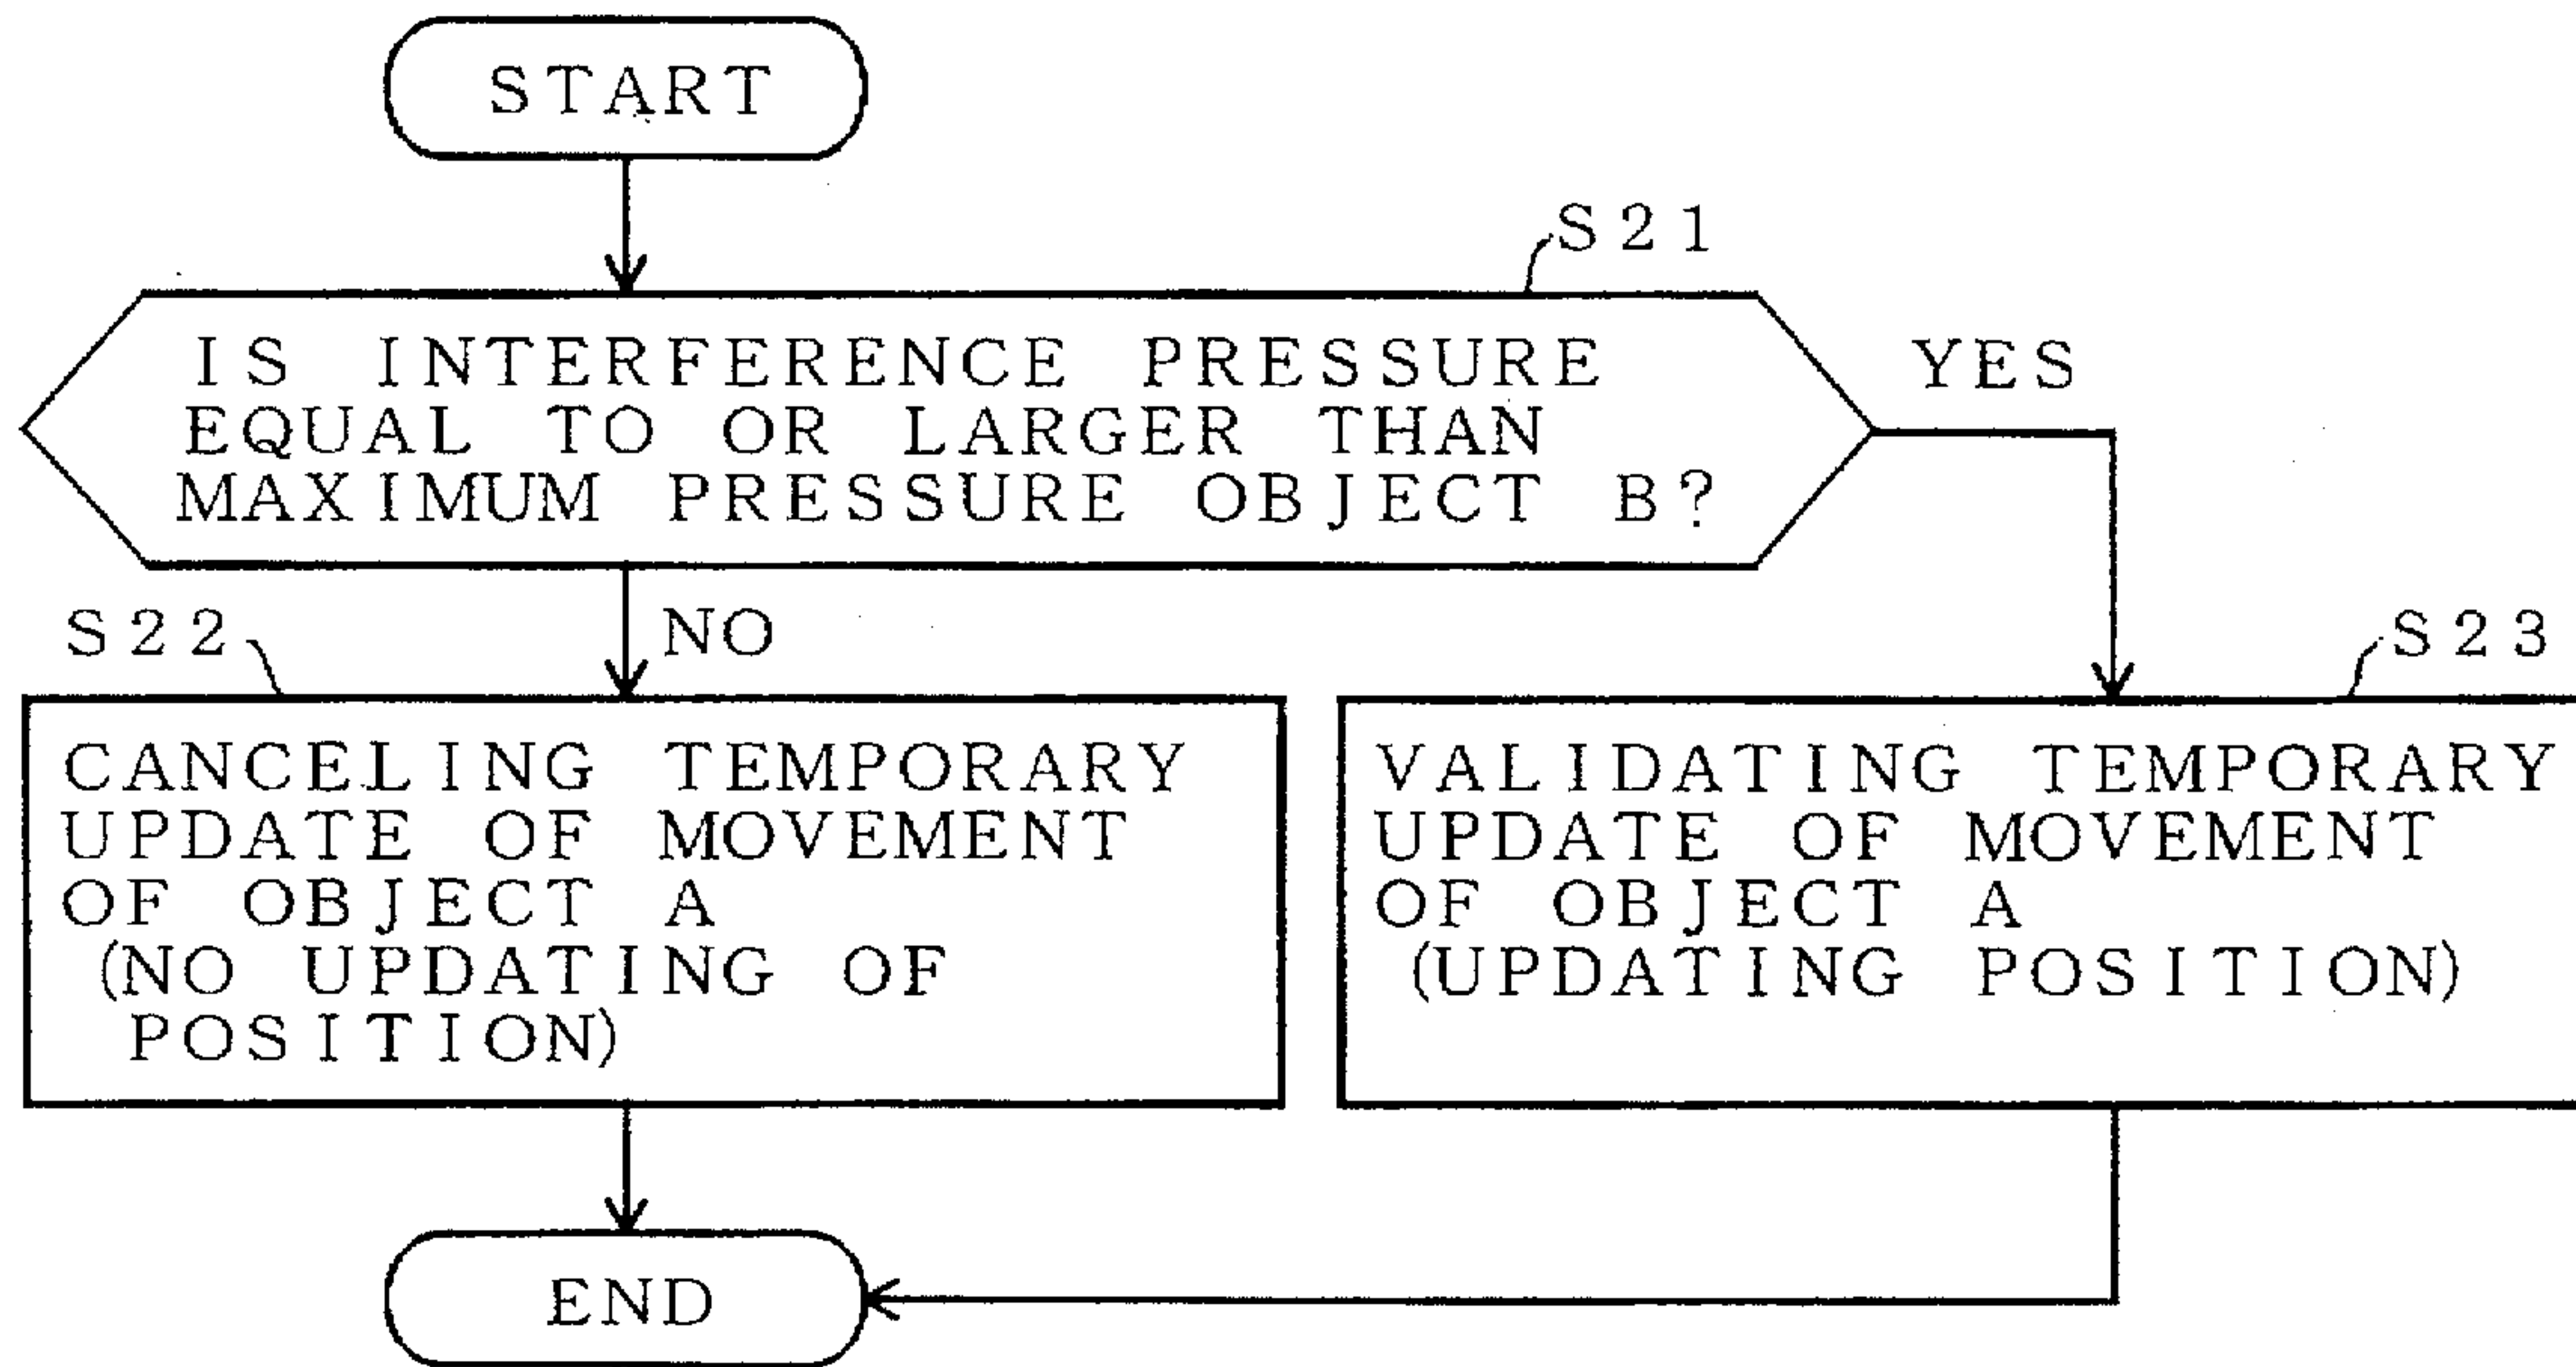 START
S21
IS INTERFERENCE PRESSURE
EQUAL TO OR LARGER THAN
MAXIMUM PRESSURE OBJECT B?
YES
NO
S22
CANCELING TEMPORARY
UPDATE OF MOVEMENT
OF OBJECT A
(NO UPDATING OF
POSITION)
S23
VALIDATING TEMPORARY
UPDATE OF MOVEMENT
OF OBJECT A
(UPDATING POSITION)
END